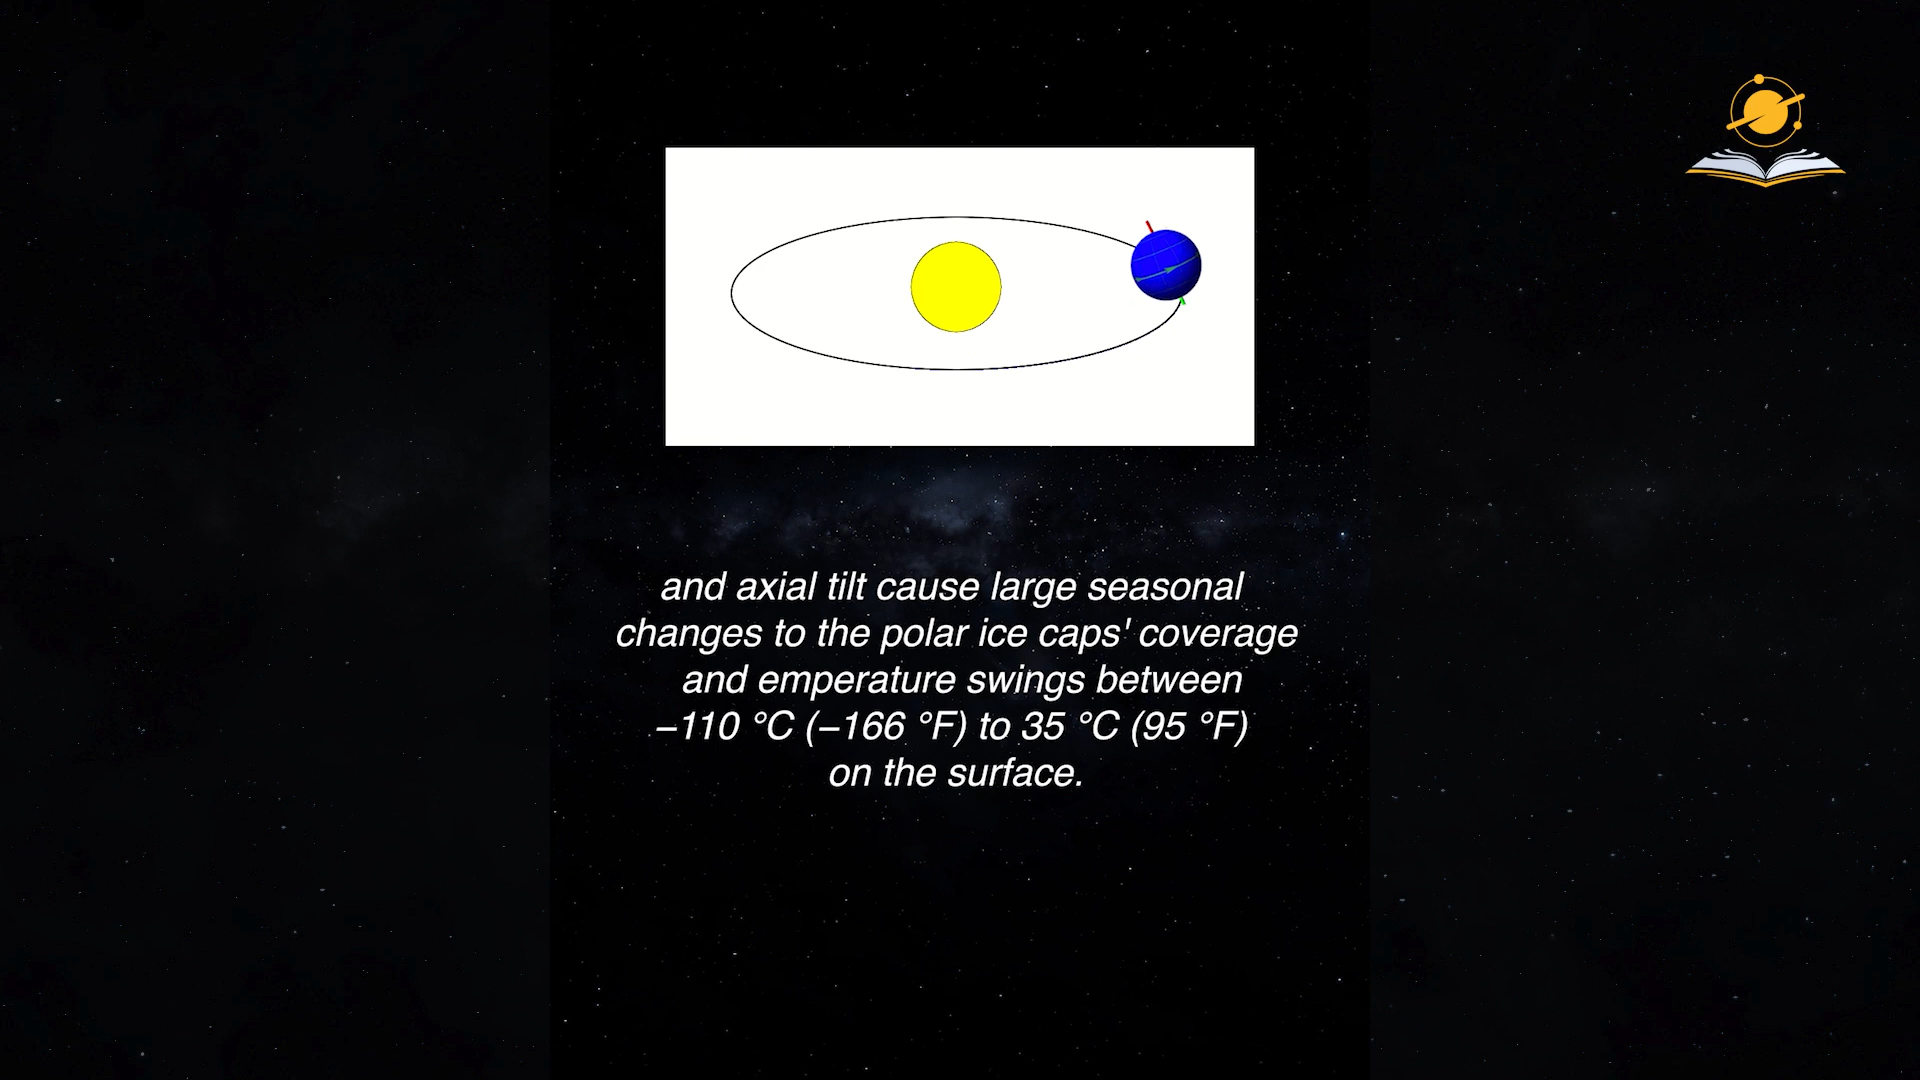 and axial tilt cause large seasonal
changes to the polar ice caps' coverage
and emperature swings between
−110 °C (−166 °F) to 35 °C (95 °F)
on the surface.